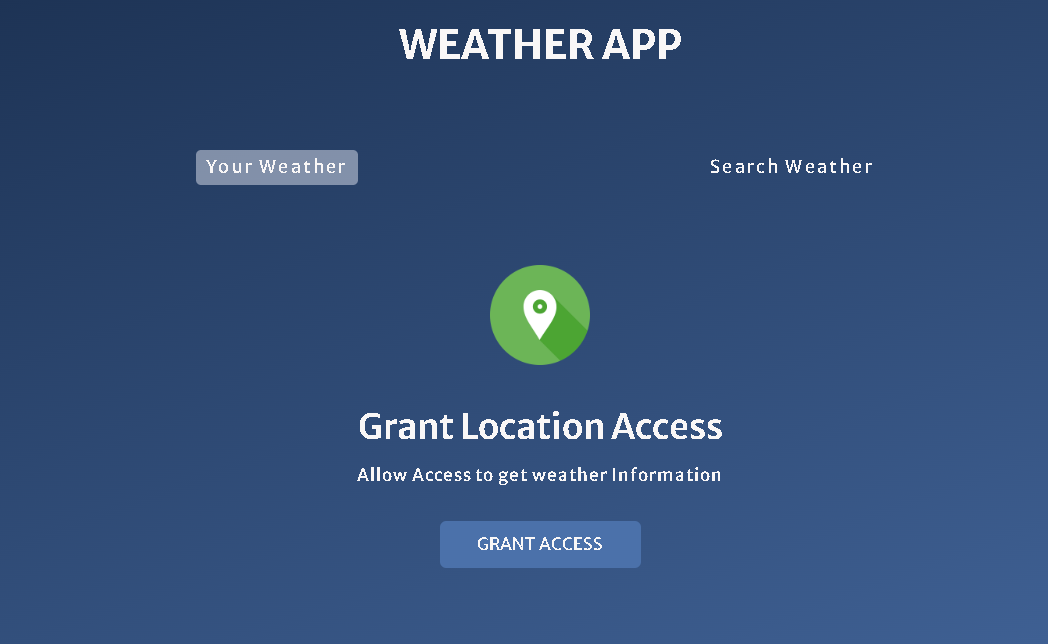 WEATHER APP
Your Weather
Search Weather
Grant Location Access
Allow Access to get weather Information
GRANT ACCESS